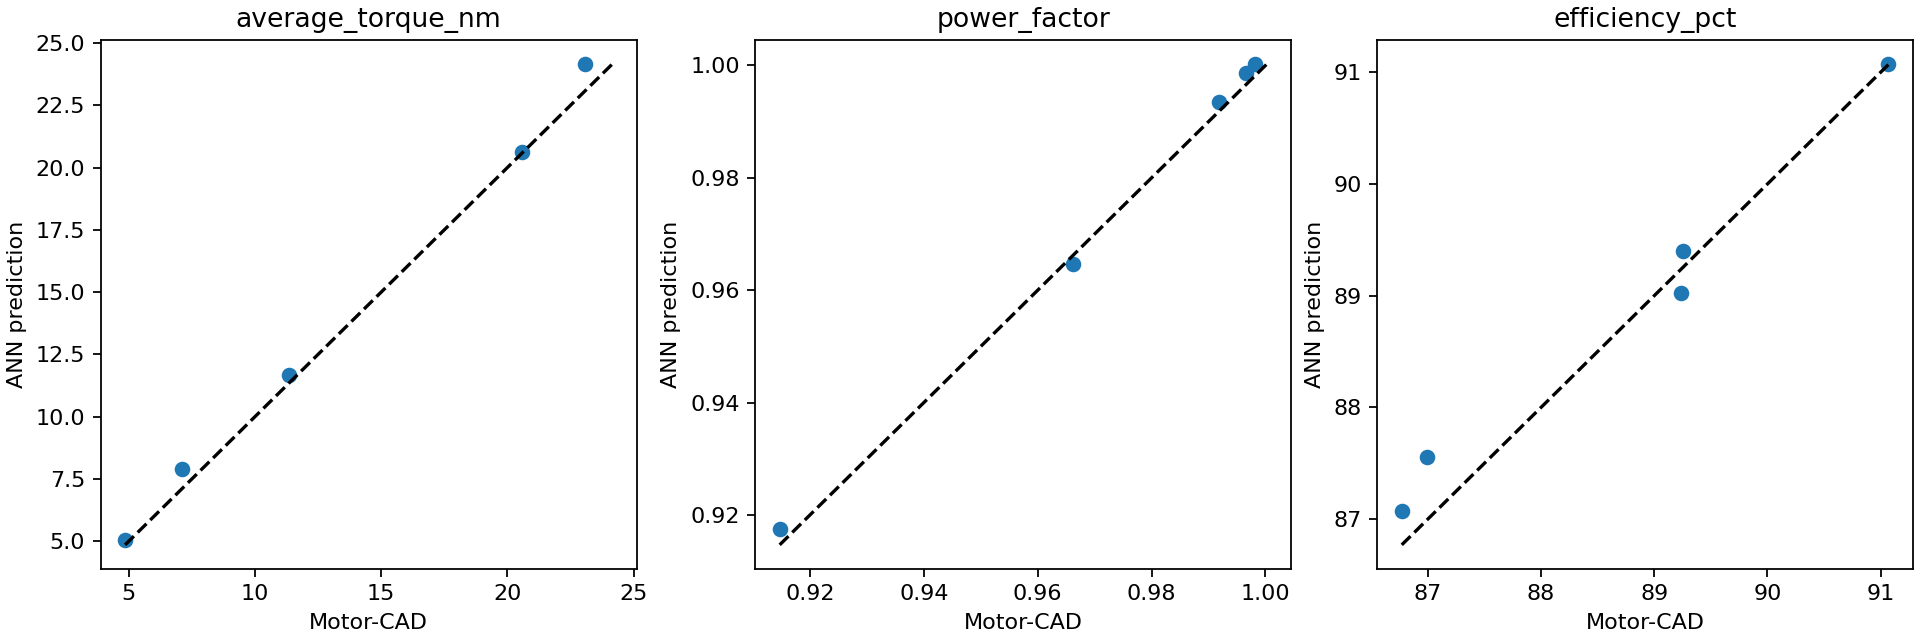 average_torque_nm
25.0
22.5
20.0
17.5
15.0
12.5
10.0
7.5
5.0
ANN prediction
5 10 15 20 25
Motor-CAD
power_factor
1.00
0.98
0.96
0.94
0.92
ANN prediction
0.92 0.94 0.96 0.98 1.00
Motor-CAD
efficiency_pct
91
90
89
88
87
ANN prediction
87 88 89 90 91
Motor-CAD